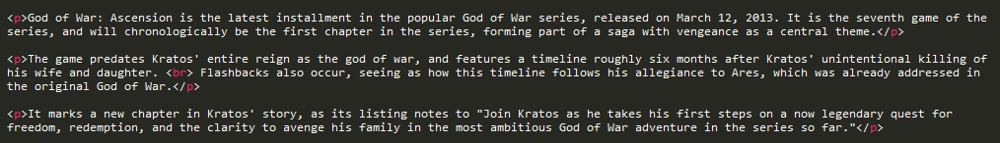 <p>God of War: Ascension is the latest installment in the popular God of War series, released on March 12, 2013. It is the seventh game of the
series, and will chronologically be the first chapter in the series, forming part of a saga with vengeance as a central theme.</p>
<p>The game predates Kratos' entire reign as the god of war, and features a timeline roughly six months after Kratos' unintentional killing of
his wife and daughter. <br> Flashbacks also occur, seeing as how this timeline follows his allegiance to Ares, which was already addressed in
the original God of War.</p>
<p>It marks a new chapter in Kratos' story, as its listing notes to "Join Kratos as he takes his first steps on a now legendary quest for
freedom, redemption, and the clarity to avenge his family in the most ambitious God of War adventure in the series so far."</p>